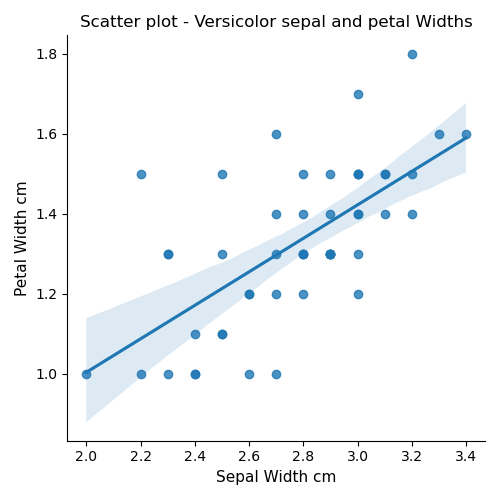 Scatter plot - Versicolor sepal and petal Widths
1.8
1.6
1.4
1.2
1.0
Petal Width cm
2.0 2.2 2.4 2.6 2.8 3.0 3.2 3.4
Sepal Width cm